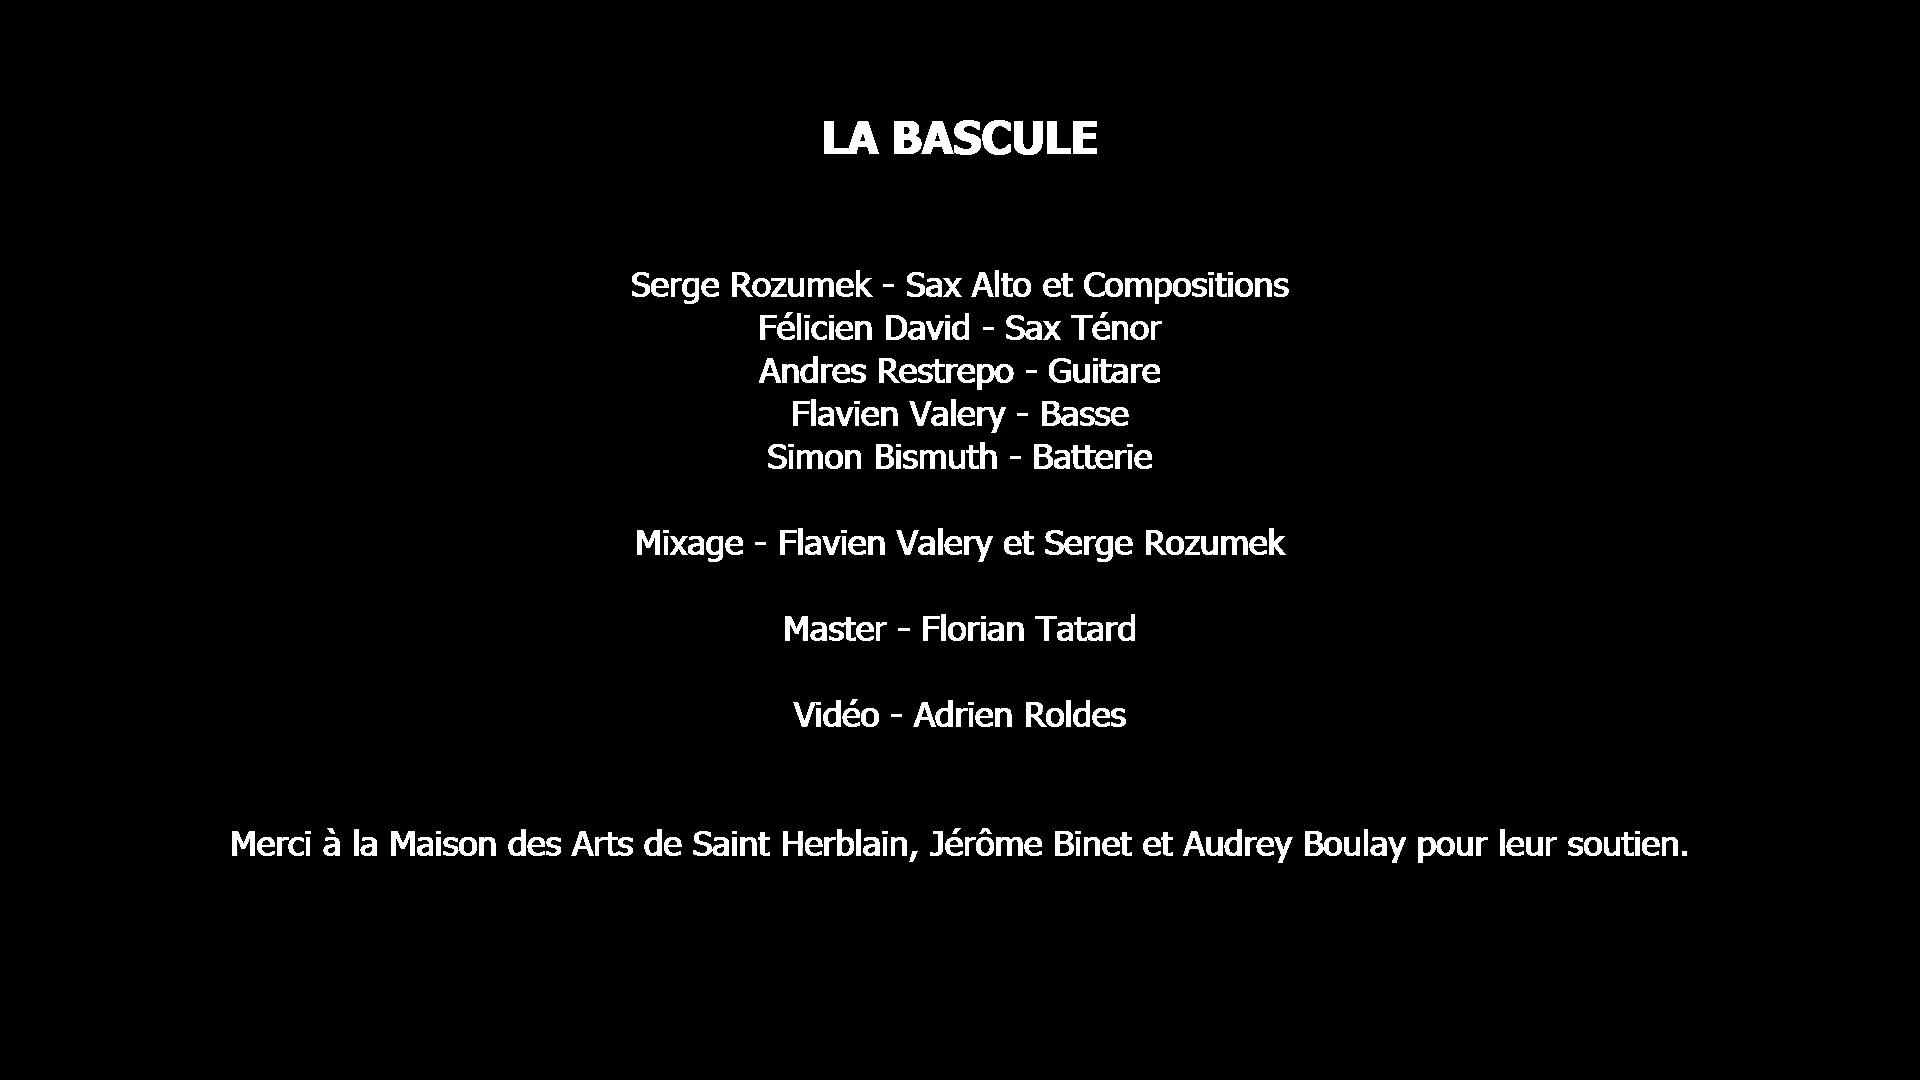 LA BASCULE
Serge Rozumek - Sax Alto et Compositions
Félicien David - Sax Ténor
Andres Restrepo - Guitare
Flavien Valery - Basse
Simon Bismuth - Batterie
Mixage - Flavien Valery et Serge Rozumek
Master - Florian Tatard
Vidéo - Adrien Roldes
Merci à la Maison des Arts de Saint Herblain, Jérôme Binet et Audrey Boulay pour leur soutien.